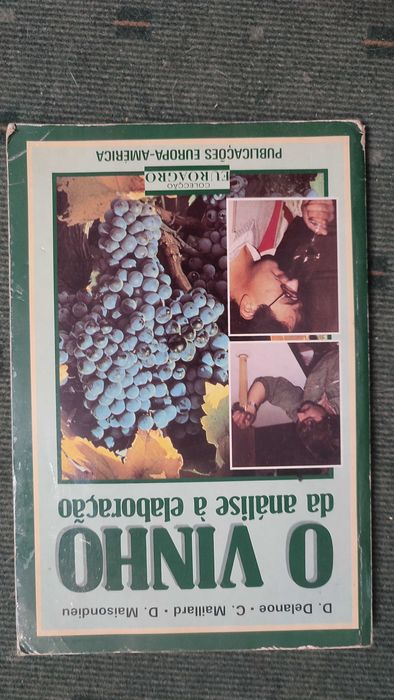 D. Delanoe • C. Maillard • D. Maisondieu
O VINHO
da análise à elaboração
COLECÇÃO
EUROAGRO
PUBLICAÇÕES EUROPA-AMÉRICA